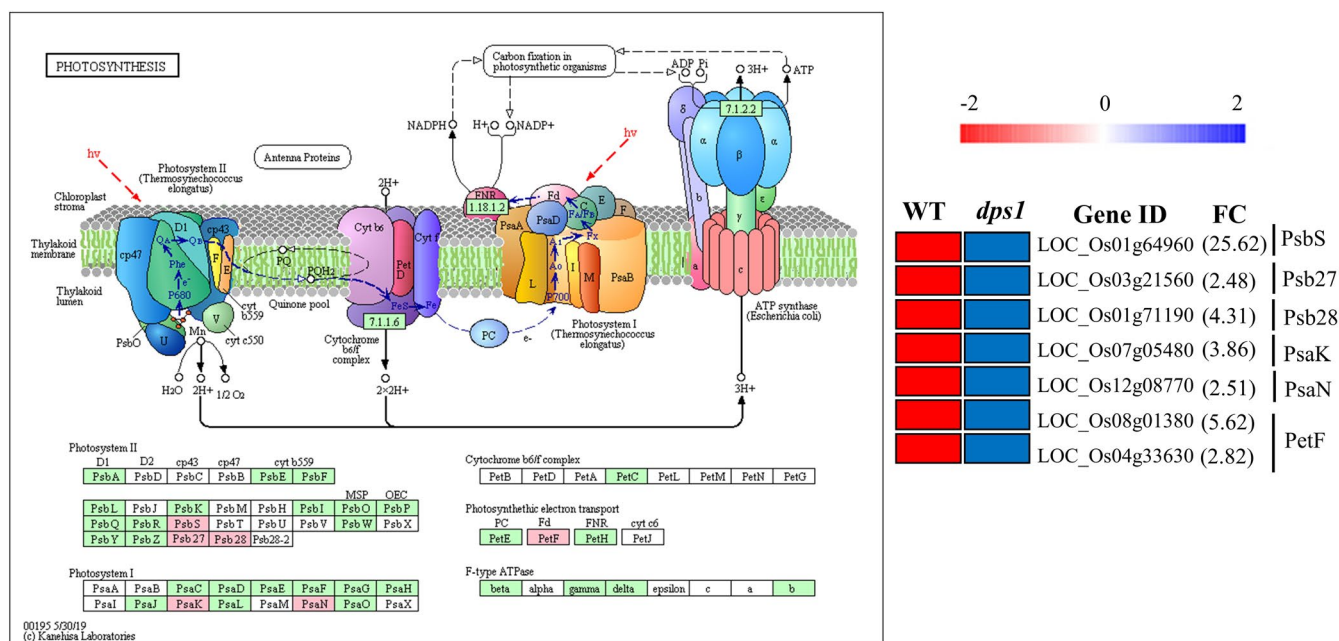 PHOTOSYNTHESIS
Carbon fixation in
photosynthetic organisms
ADP Pi
3H+
ATP
NADPH
H+
NADP+
hν
hν
Antenna Proteins
Photosystem II
(Thermosynechococcus
elongatus)
Chloroplast
stroma
Thylakoid
membrane
Thylakoid
lumen
D1
cp43
cp47
QA
QB
Phe
e-
P680
F
E
Mn
V
U
PsbO
cyt
b559
cyt c550
H2O
2H+
1/2 O2
PQ
PQH2
Quinone pool
2H+
Cyt b6
Pet
D
Cyt f
FeS
Fe
7.1.1.6
Cytochrome
b6/f
complex
2×2H+
PC
e-
FNR
1.18.1.2
Fd
PsaA
PsaD
C
E
F
FA/FB
Fx
A1
A0
P700
L
I
M
PsaB
Photosystem I
(Thermosynechococcus
elongatus)
7.1.2.2
δ
α
β
α
b
γ
ε
a
c
ATP synthase
(Escherichia coli)
3H+
Photosystem II
D1 D2 cp43 cp47 cyt b559
PsbA PsbD PsbC PsbB PsbE PsbF
MSP OEC
PsbL PsbJ PsbK PsbM PsbH PsbI PsbO PsbP
PsbQ PsbR PsbS PsbT PsbU PsbV PsbW PsbX
PsbY PsbZ Psb27 Psb28 Psb28-2
Photosystem I
PsaA PsaB PsaC PsaD PsaE PsaF PsaG PsaH
PsaI PsaJ PsaK PsaL PsaM PsaN PsaO PsaX
Cytochrome b6/f complex
PetB PetD PetA PetC PetL PetM PetN PetG
Photosynthetic electron transport
PC Fd FNR cyt c6
PetE PetF PetH PetJ
F-type ATPase
beta alpha gamma delta epsilon c a b
00195 5/30/19
(c) Kanehisa Laboratories
-2 0 2
WT dps1 Gene ID FC
LOC_Os01g64960 (25.62) PsbS
LOC_Os03g21560 (2.48) Psb27
LOC_Os01g71190 (4.31) Psb28
LOC_Os07g05480 (3.86) PsaK
LOC_Os12g08770 (2.51) PsaN
LOC_Os08g01380 (5.62)
PetF
LOC_Os04g33630 (2.82)